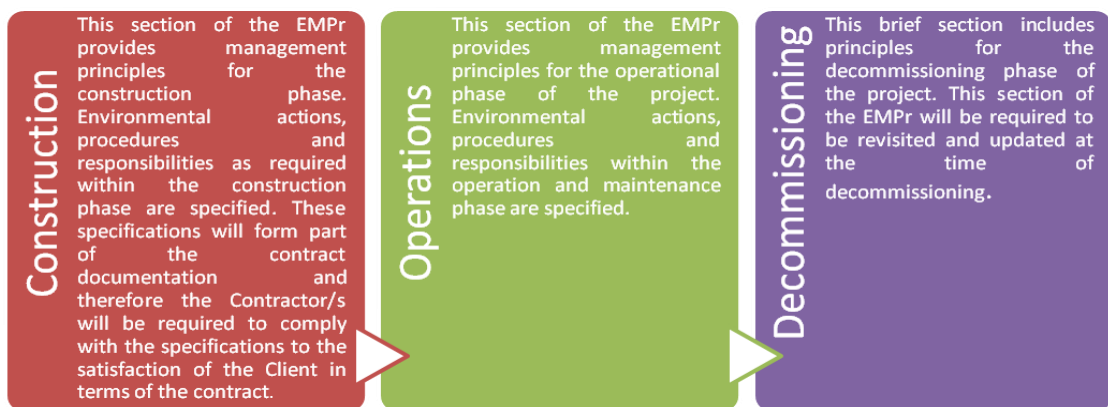 Construction
This section of the EMPr
provides management
principles for the
construction phase.
Environmental actions,
procedures and
responsibilities as required
within the construction
phase are specified. These
specifications will form part
of the contract
documentation and
therefore the Contractor/s
will be required to comply
with the specifications to the
satisfaction of the Client in
terms of the contract.
Operations
This section of the EMPr
provides management
principles for the operational
phase of the project.
Environmental actions,
procedures and
responsibilities within the
operation and maintenance
phase are specified.
Decommissioning
This brief section includes
principles for the
decommissioning phase of
the project. This section of
the EMPr will be required to
be revisited and updated at
the time of
decommissioning.